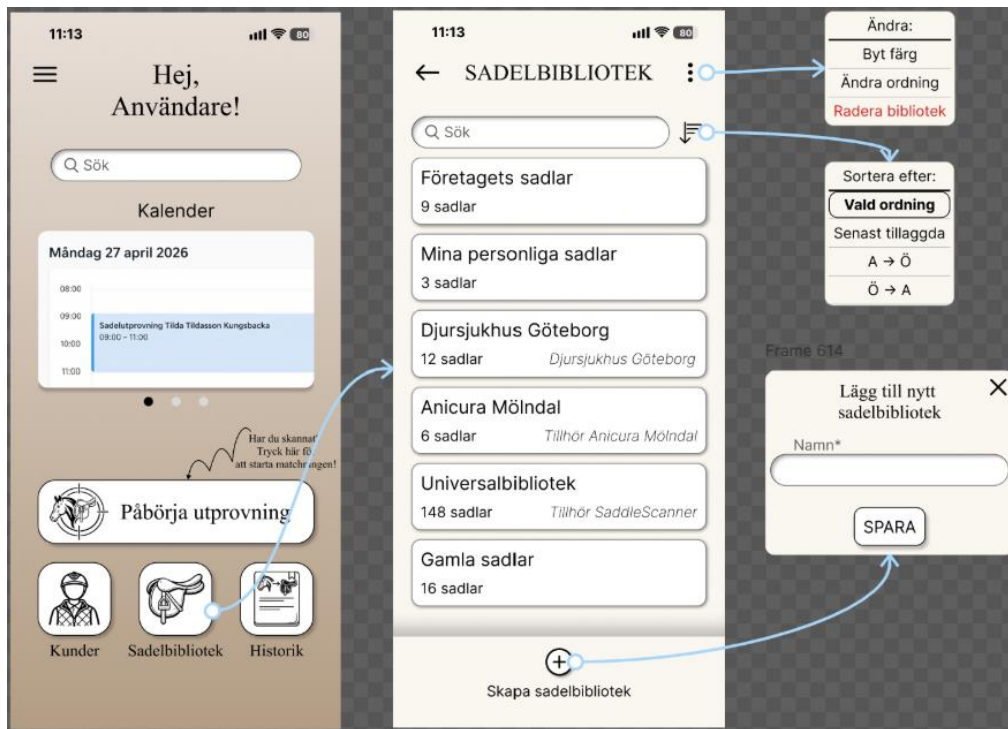 11:13
80
Hej,
Användare!
Sök
Kalender
Måndag 27 april 2026
08:00
09:00
Sadelutprovning Tilda Tildasson Kungsbacka
09:00 – 11:00
10:00
11:00
Har du skannat?
Tryck här fö
att starta matchningen!
Påbörja utprovning
Kunder
Sadelbibliotek
Historik
11:13
80
SADELBIBLIOTEK
Sök
Företagets sadlar
9 sadlar
Mina personliga sadlar
3 sadlar
Djursjukhus Göteborg
12 sadlar
Djursjukhus Göteborg
Anicura Mölndal
6 sadlar
Tillhör Anicura Mölndal
Universalbibliotek
148 sadlar
Tillhör SaddleScanner
Gamla sadlar
16 sadlar
Skapa sadelbibliotek
Ändra:
Byt färg
Ändra ordning
Radera bibliotek
Sortera efter:
Vald ordning
Senast tillaggda
A → Ö
Ö → A
Frame 614
Lägg till nytt
sadelbibliotek
Namn*
SPARA